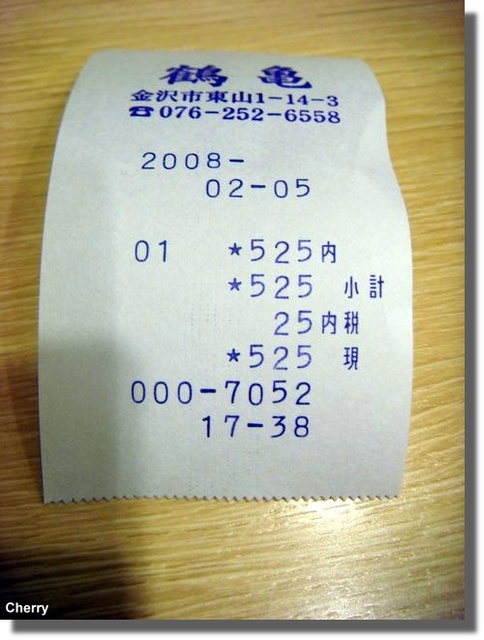 鶴亀
金沢市東山1-14-3
☎076-252-6558
2008-
02-05
01 *525内
*525 小計
25内税
*525 現
000-7052
17-38
Cherry